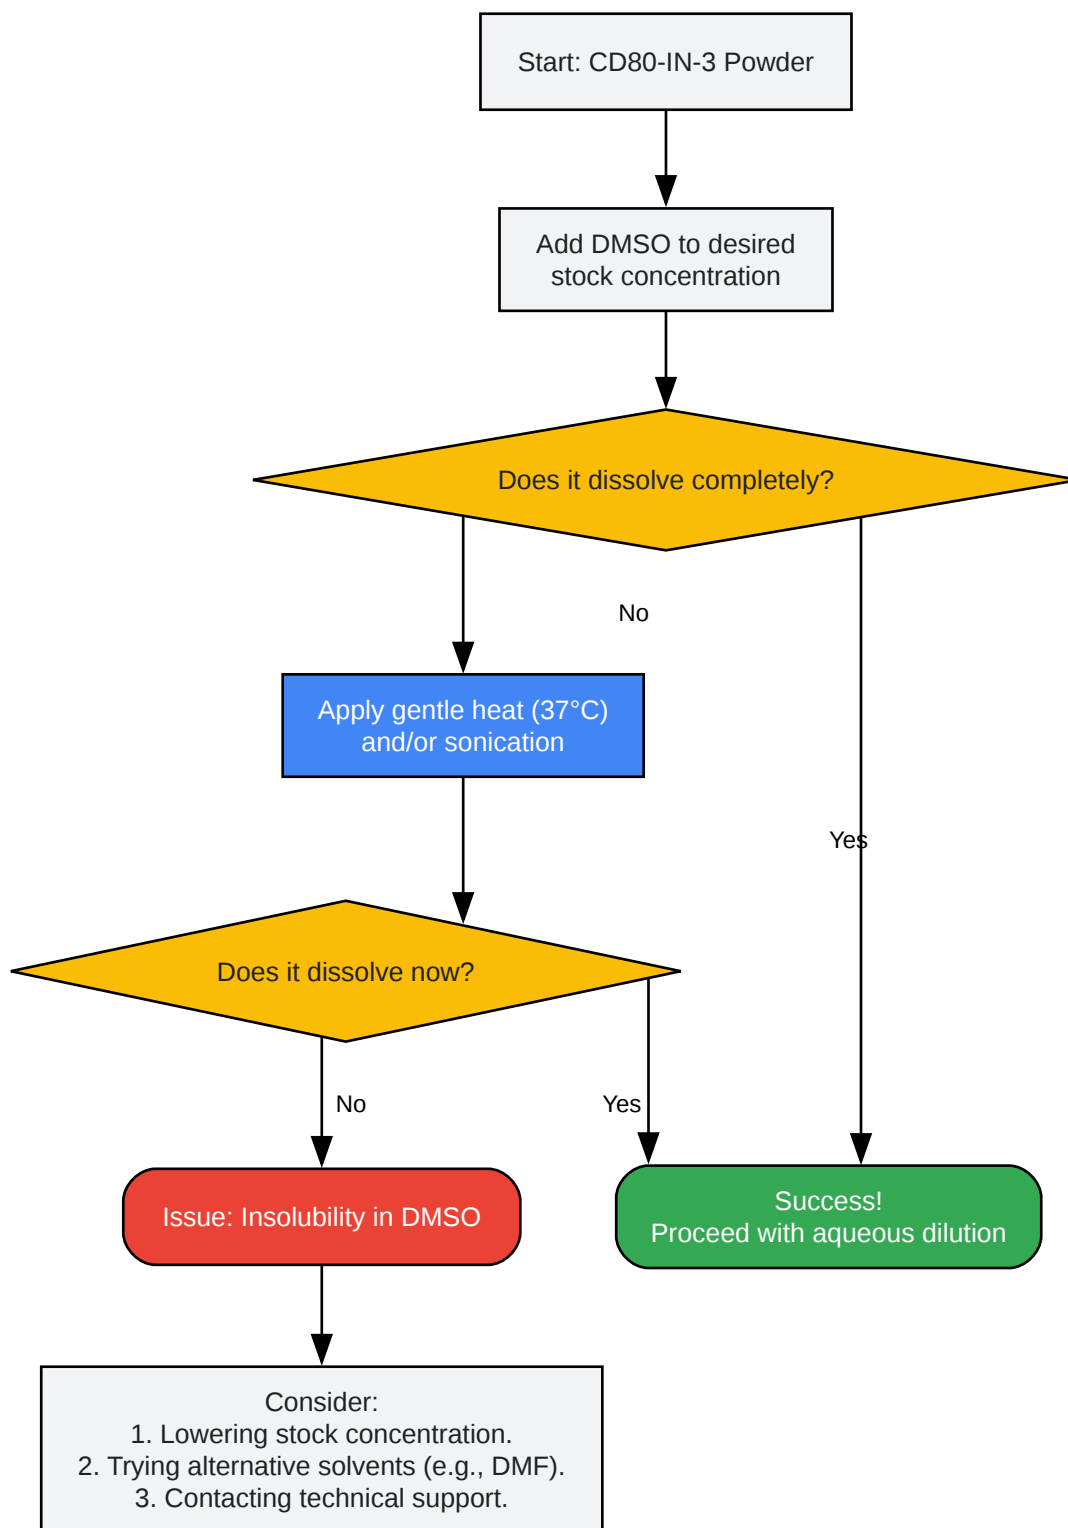 Start: CD80-IN-3 Powder
Add DMSO to desired
stock concentration
Does it dissolve completely?
No
Apply gentle heat (37°C)
and/or sonication
Yes
Does it dissolve now?
No
Yes
Issue: Insolubility in DMSO
Success!
Proceed with aqueous dilution
Consider:
1. Lowering stock concentration.
2. Trying alternative solvents (e.g., DMF).
3. Contacting technical support.